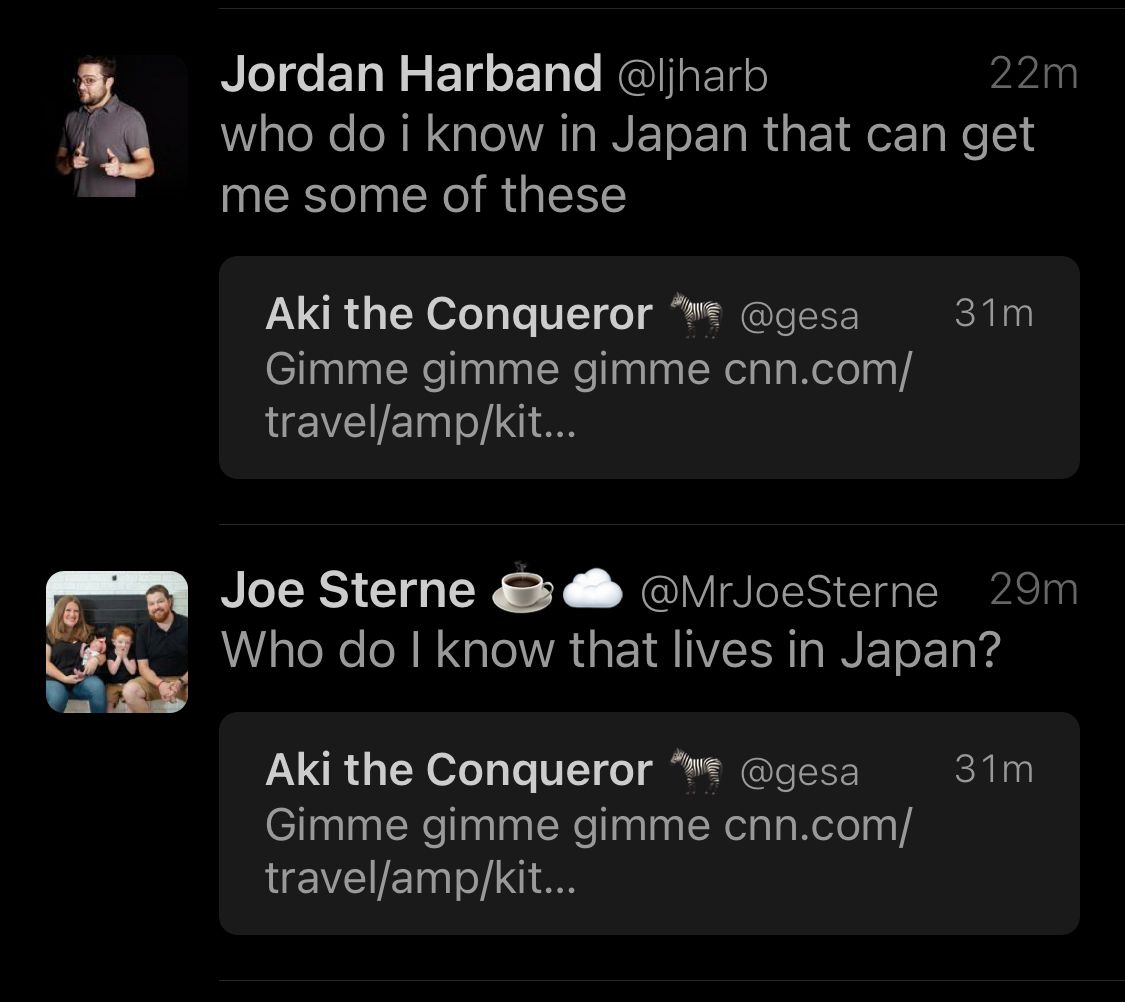 Jordan Harband @ljharb 22m
who do i know in Japan that can get
me some of these
Aki the Conqueror 🦓 @gesa 31m
Gimme gimme gimme cnn.com/
travel/amp/kit...
Joe Sterne ☕☁️ @MrJoeSterne 29m
Who do I know that lives in Japan?
Aki the Conqueror 🦓 @gesa 31m
Gimme gimme gimme cnn.com/
travel/amp/kit...